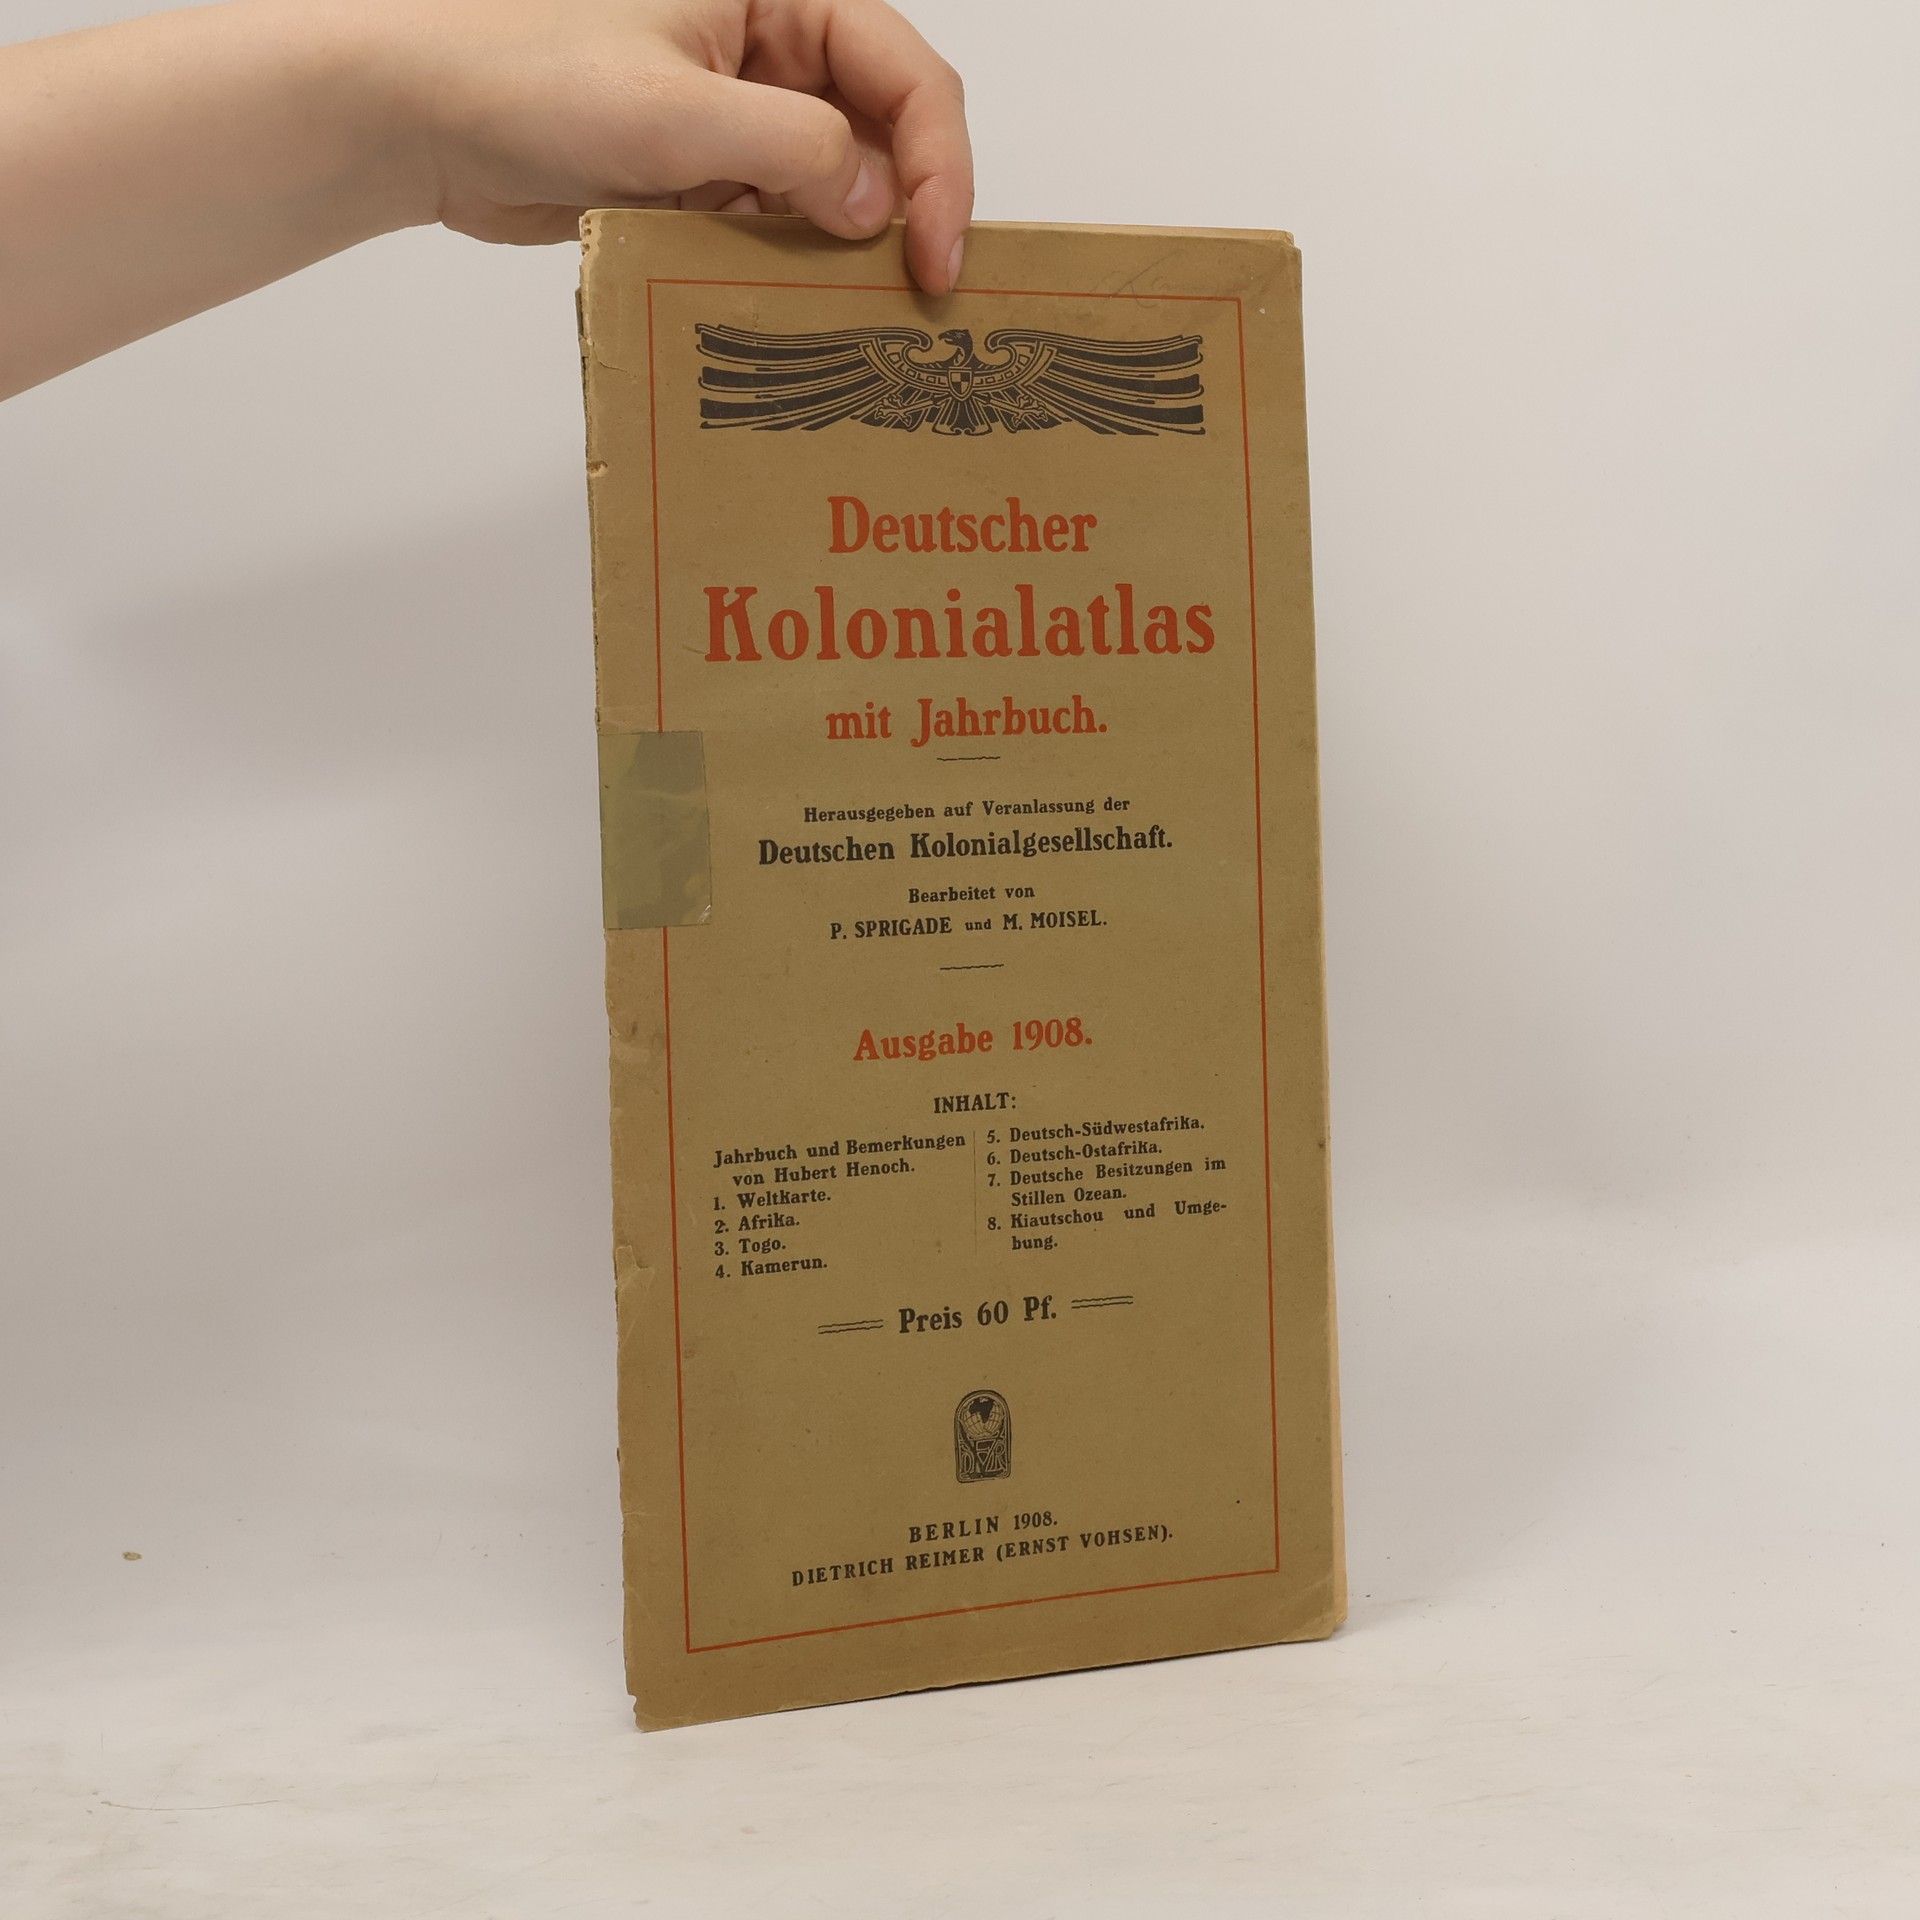 Deutscher
Kolonialatlas
mit Jahrbuch.
Herausgegeben auf Veranlassung der
Deutschen Kolonialgesellschaft.
Bearbeitet von
P. SPRIGADE und M. MOISEL.
Ausgabe 1908.
INHALT:
Jahrbuch und Bemerkungen
von Hubert Henoch.
1. Weltkarte.
2. Afrika.
3. Togo.
4. Kamerun.
5. Deutsch-Südwestafrika.
6. Deutsch-Ostafrika.
7. Deutsche Besitzungen im
Stillen Ozean.
8. Kiautschou und Umge-
bung.
Preis 60 Pf.
BERLIN 1908.
DIETRICH REIMER (ERNST VOHSEN).